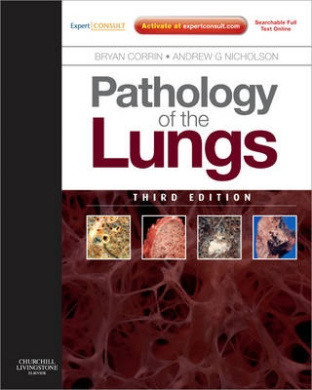 Expert CONSULT
Activate at expertconsult.com
Searchable Full
Text Online
BRYAN CORRIN • ANDREW G NICHOLSON
Pathology
of the
Lungs
THIRD EDITION
CHURCHILL
LIVINGSTONE
ELSEVIER